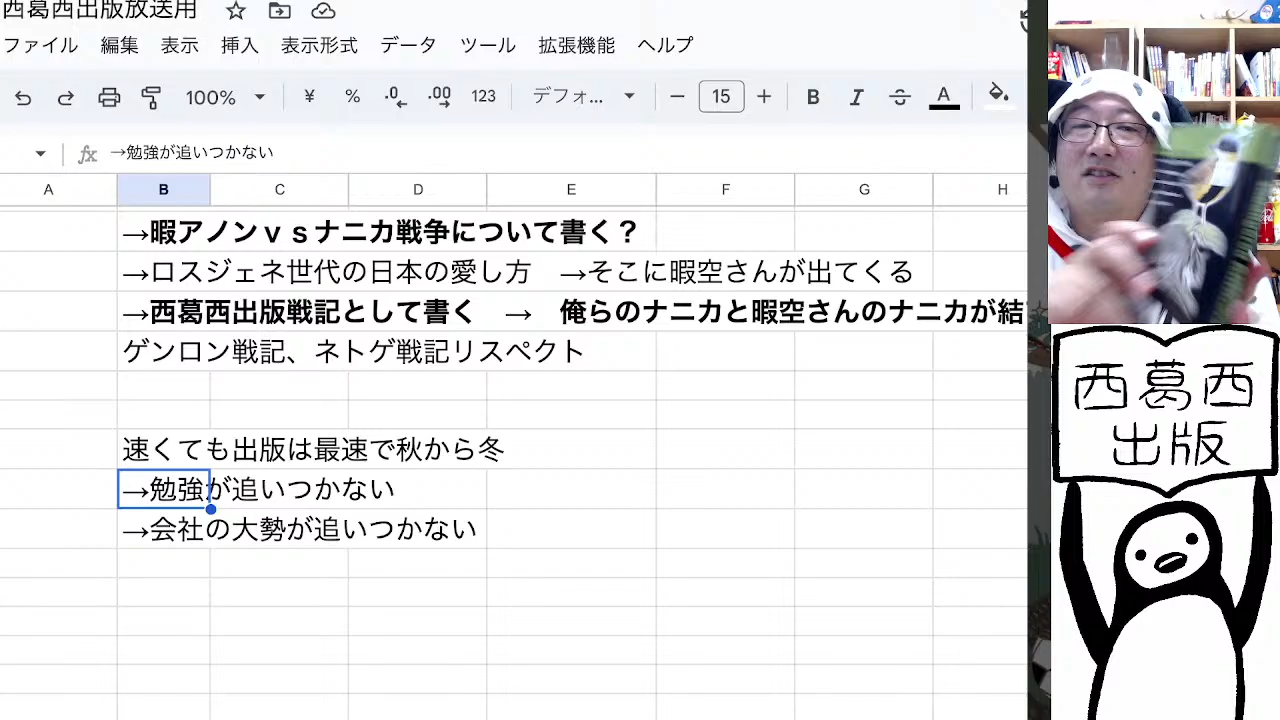 西葛西出版放送用
ファイル 編集 表示 挿入 表示形式 データ ツール 拡張機能 ヘルプ
100% ¥ % .0 .00 123 デフォ... 15 B I A
fx →勉強が追いつかない
A B C D E F G H
→暇アノンｖｓナニカ戦争について書く？
→ロスジェネ世代の日本の愛し方　→そこに暇空さんが出てくる
→西葛西出版戦記として書く　→　俺らのナニカと暇空さんのナニカが結
ゲンロン戦記、ネトゲ戦記リスペクト
速くても出版は最速で秋から冬
→勉強が追いつかない
→会社の大勢が追いつかない
西葛西
出版